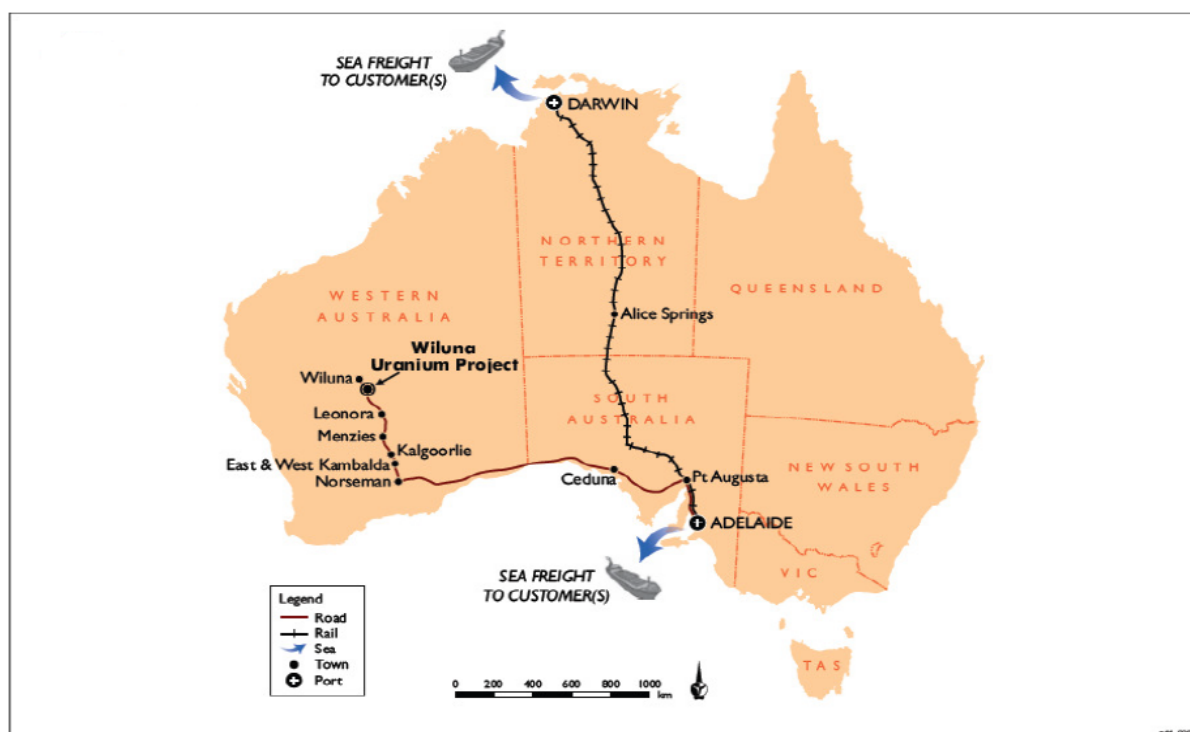 SEA FREIGHT
TO CUSTOMER(S)
DARWIN
NORTHERN
TERRITORY
QUEENSLAND
WESTERN
AUSTRALIA
Alice Springs
Wiluna
Uranium Project
Wiluna
SOUTH
AUSTRALIA
Leonora
Menzies
Kalgoorlie
East & West Kambalda
Norseman
Ceduna
Pt Augusta
NEW SOUTH
WALES
ADELAIDE
VIC
SEA FREIGHT
TO CUSTOMER(S)
TAS
Legend
Road
Rail
Sea
Town
Port
0 200 400 600 800 1000
km